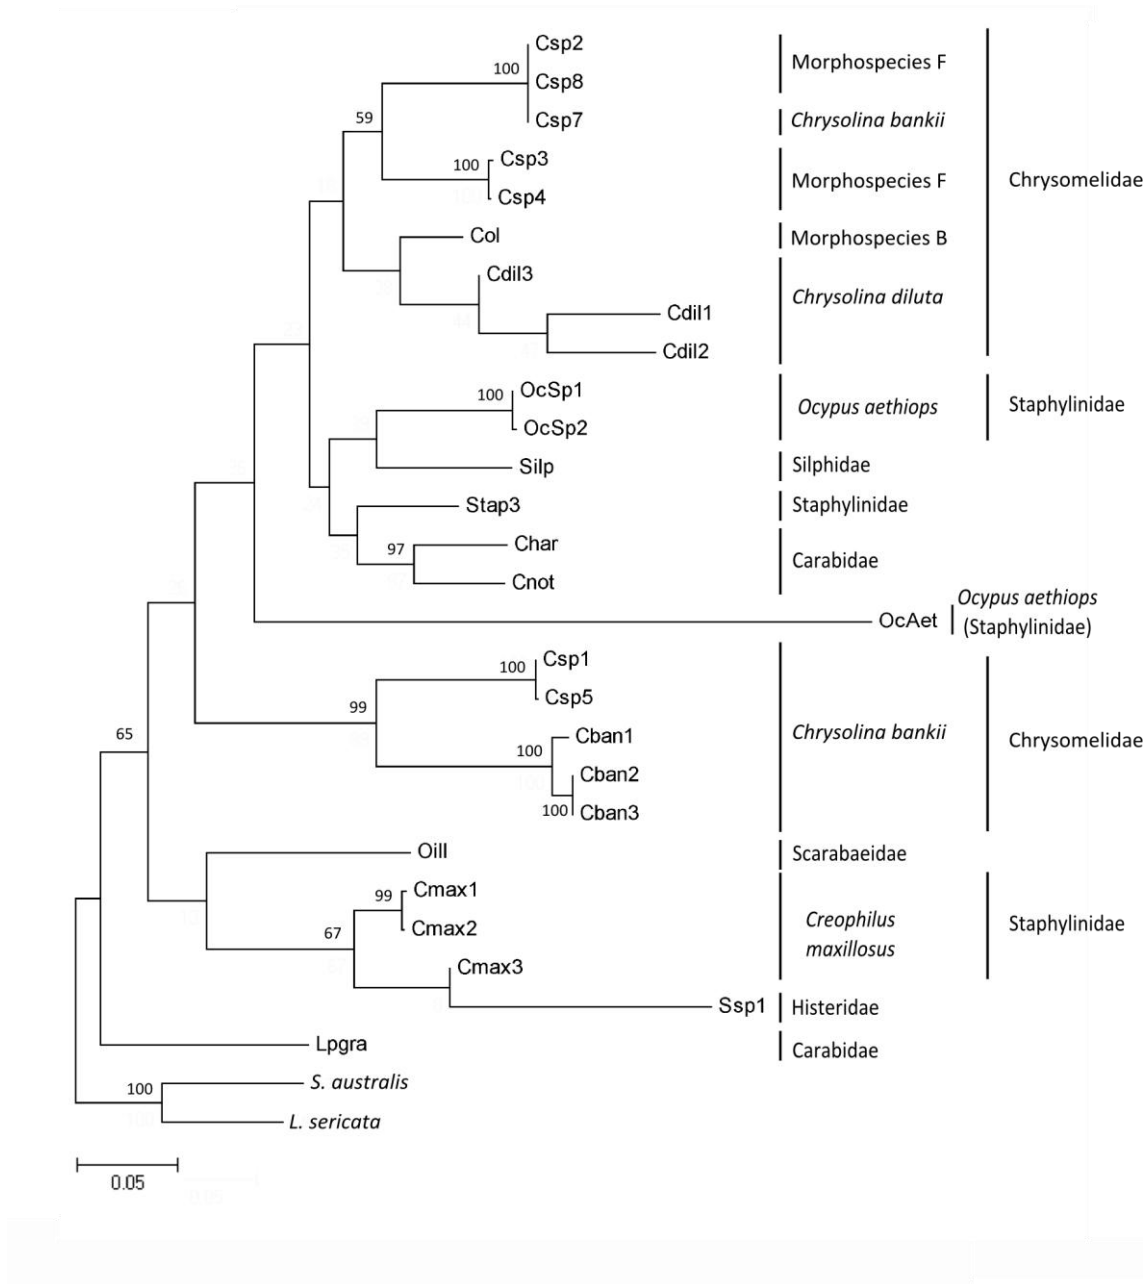 Csp2
100
Csp8
Morphospecies F
Csp7
Chrysolina bankii
59
Csp3
100
Csp4
Morphospecies F
Chrysomelidae
Col
Morphospecies B
Cdil3
Chrysolina diluta
Cdil1
Cdil2
OcSp1
100
OcSp2
Ocypus aethiops
Staphylinidae
Silp
Silphidae
Stap3
Staphylinidae
Char
97
Cnot
Carabidae
OcAet
Ocypus aethiops
(Staphylinidae)
Csp1
100
Csp5
99
Cban1
100
Cban2
100
Cban3
Chrysolina bankii
Chrysomelidae
65
Oill
Scarabaeidae
Cmax1
99
Cmax2
67
Cmax3
Creophilus
maxillosus
Staphylinidae
Ssp1
Histeridae
Lpgra
Carabidae
100
S. australis
L. sericata
0.05